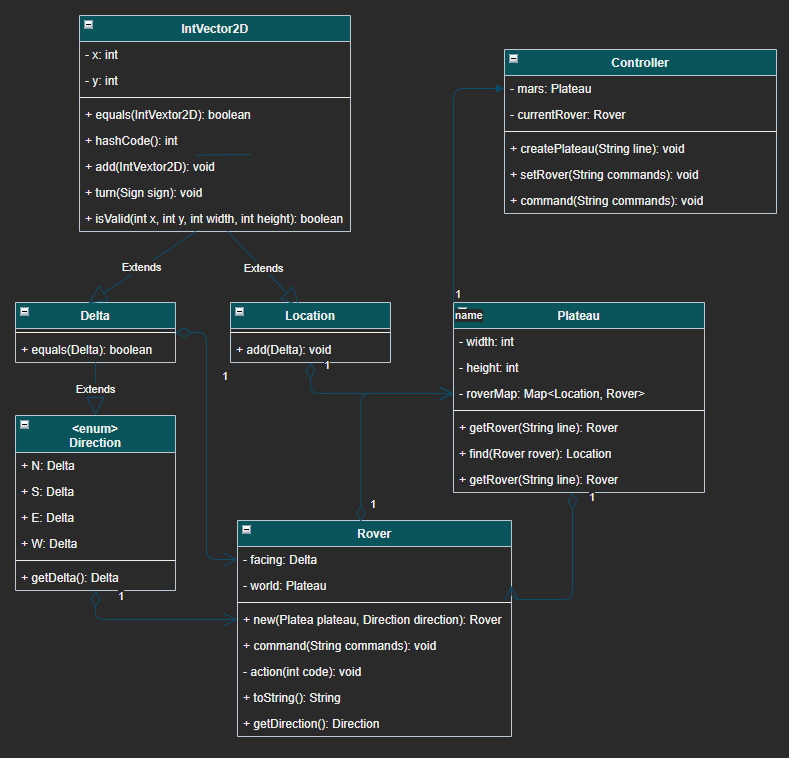 IntVector2D
- x: int
- y: int
+ equals(IntVextor2D): boolean
+ hashCode(): int
+ add(IntVextor2D): void
+ turn(Sign sign): void
+ isValid(int x, int y, int width, int height): boolean
Controller
- mars: Plateau
- currentRover: Rover
+ createPlateau(String line): void
+ setRover(String commands): void
+ command(String commands): void
Extends
Extends
Delta
+ equals(Delta): boolean
Location
+ add(Delta): void
1
1
1
name
Plateau
- width: int
- height: int
- roverMap: Map<Location, Rover>
+ getRover(String line): Rover
+ find(Rover rover): Location
+ getRover(String line): Rover
1
Extends
<enum>
Direction
+ N: Delta
+ S: Delta
+ E: Delta
+ W: Delta
+ getDelta(): Delta
1
1
Rover
- facing: Delta
- world: Plateau
+ new(Platea plateau, Direction direction): Rover
+ command(String commands): void
- action(int code): void
+ toString(): String
+ getDirection(): Direction